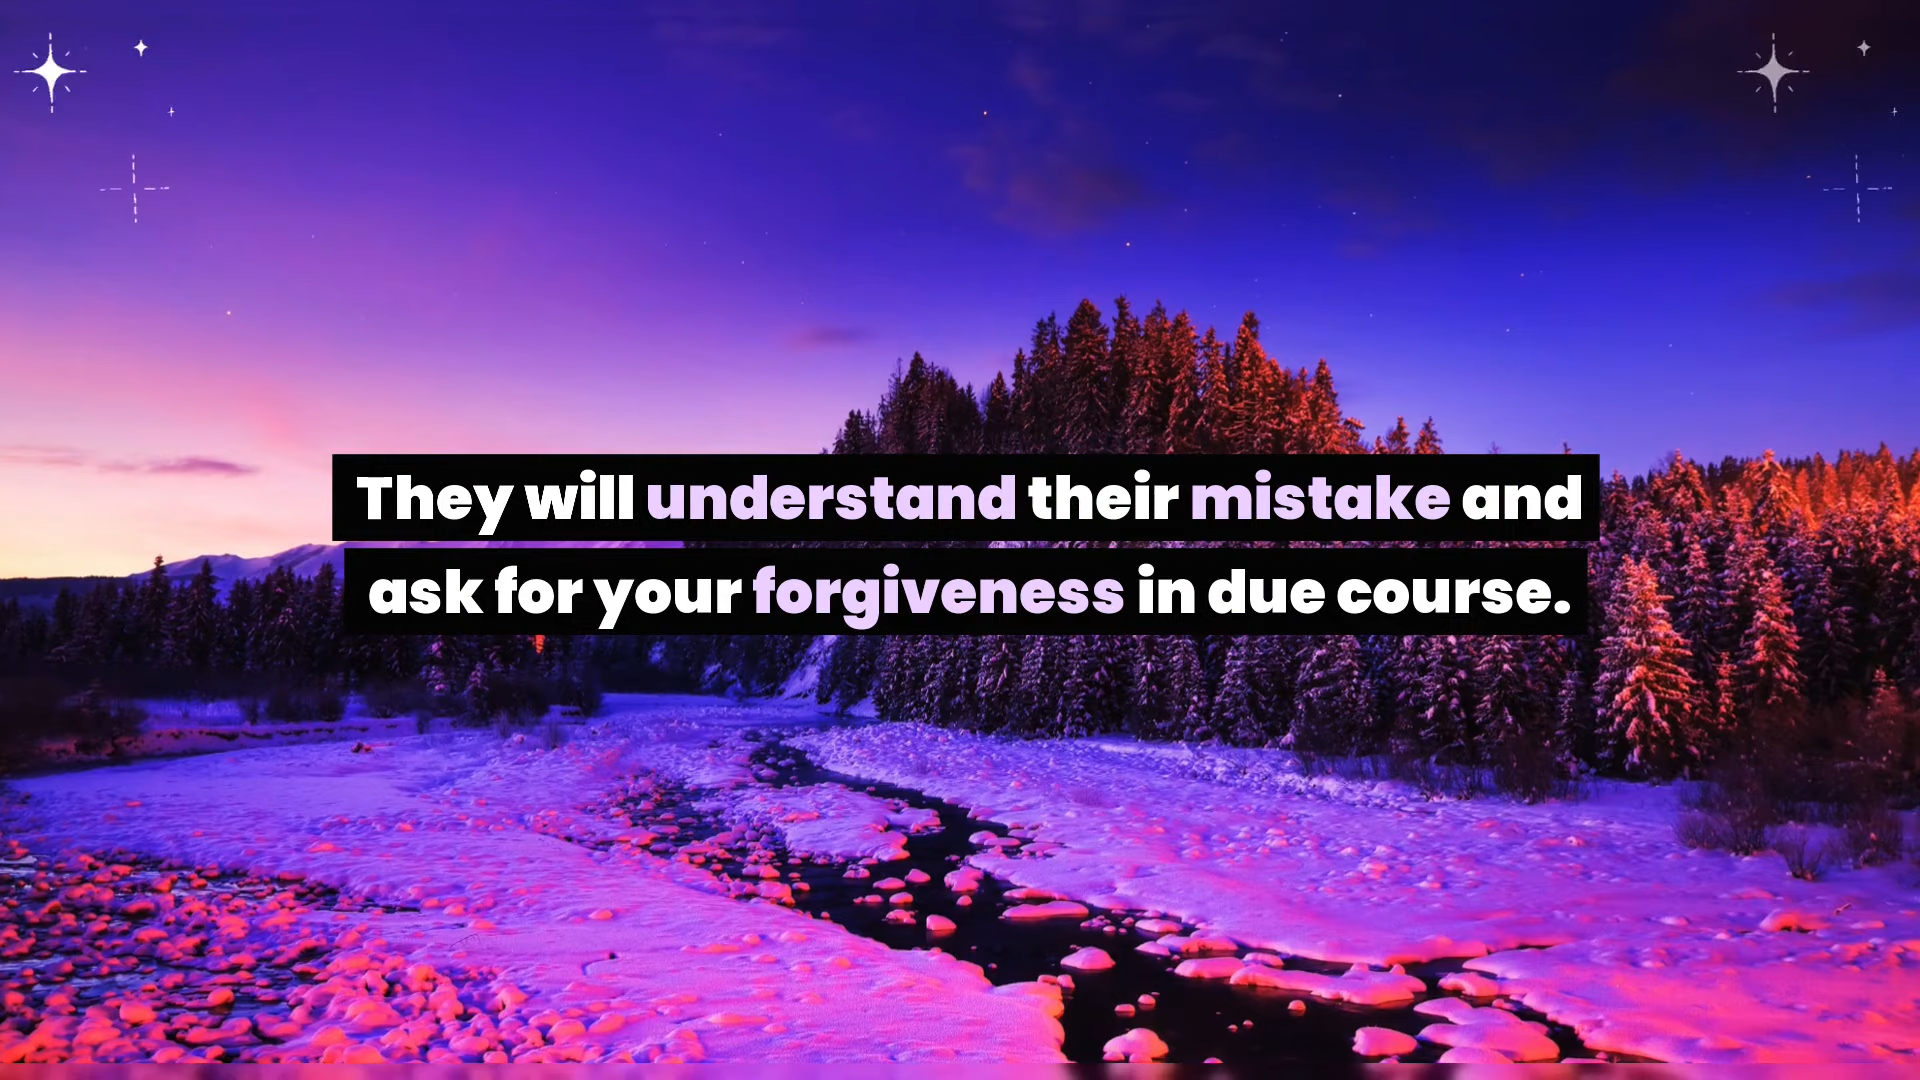 They will understand their mistake and
ask for your forgiveness in due course.